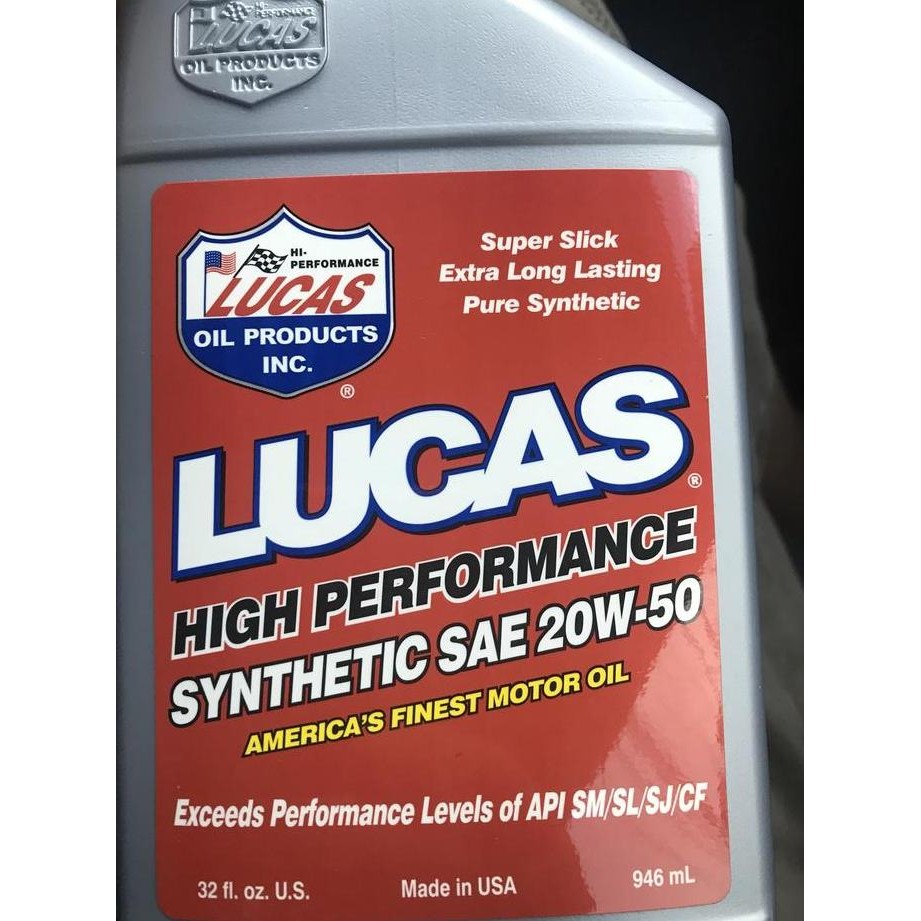 HI-
PERFORMANCE
LUCAS
OIL PRODUCTS
INC.
HI-
PERFORMANCE
LUCAS
OIL PRODUCTS
INC.
®
Super Slick
Extra Long Lasting
Pure Synthetic
LUCAS®
HIGH PERFORMANCE
SYNTHETIC SAE 20W-50
AMERICA'S FINEST MOTOR OIL
Exceeds Performance Levels of API SM/SL/SJ/CF
32 fl. oz. U.S. Made in USA 946 mL